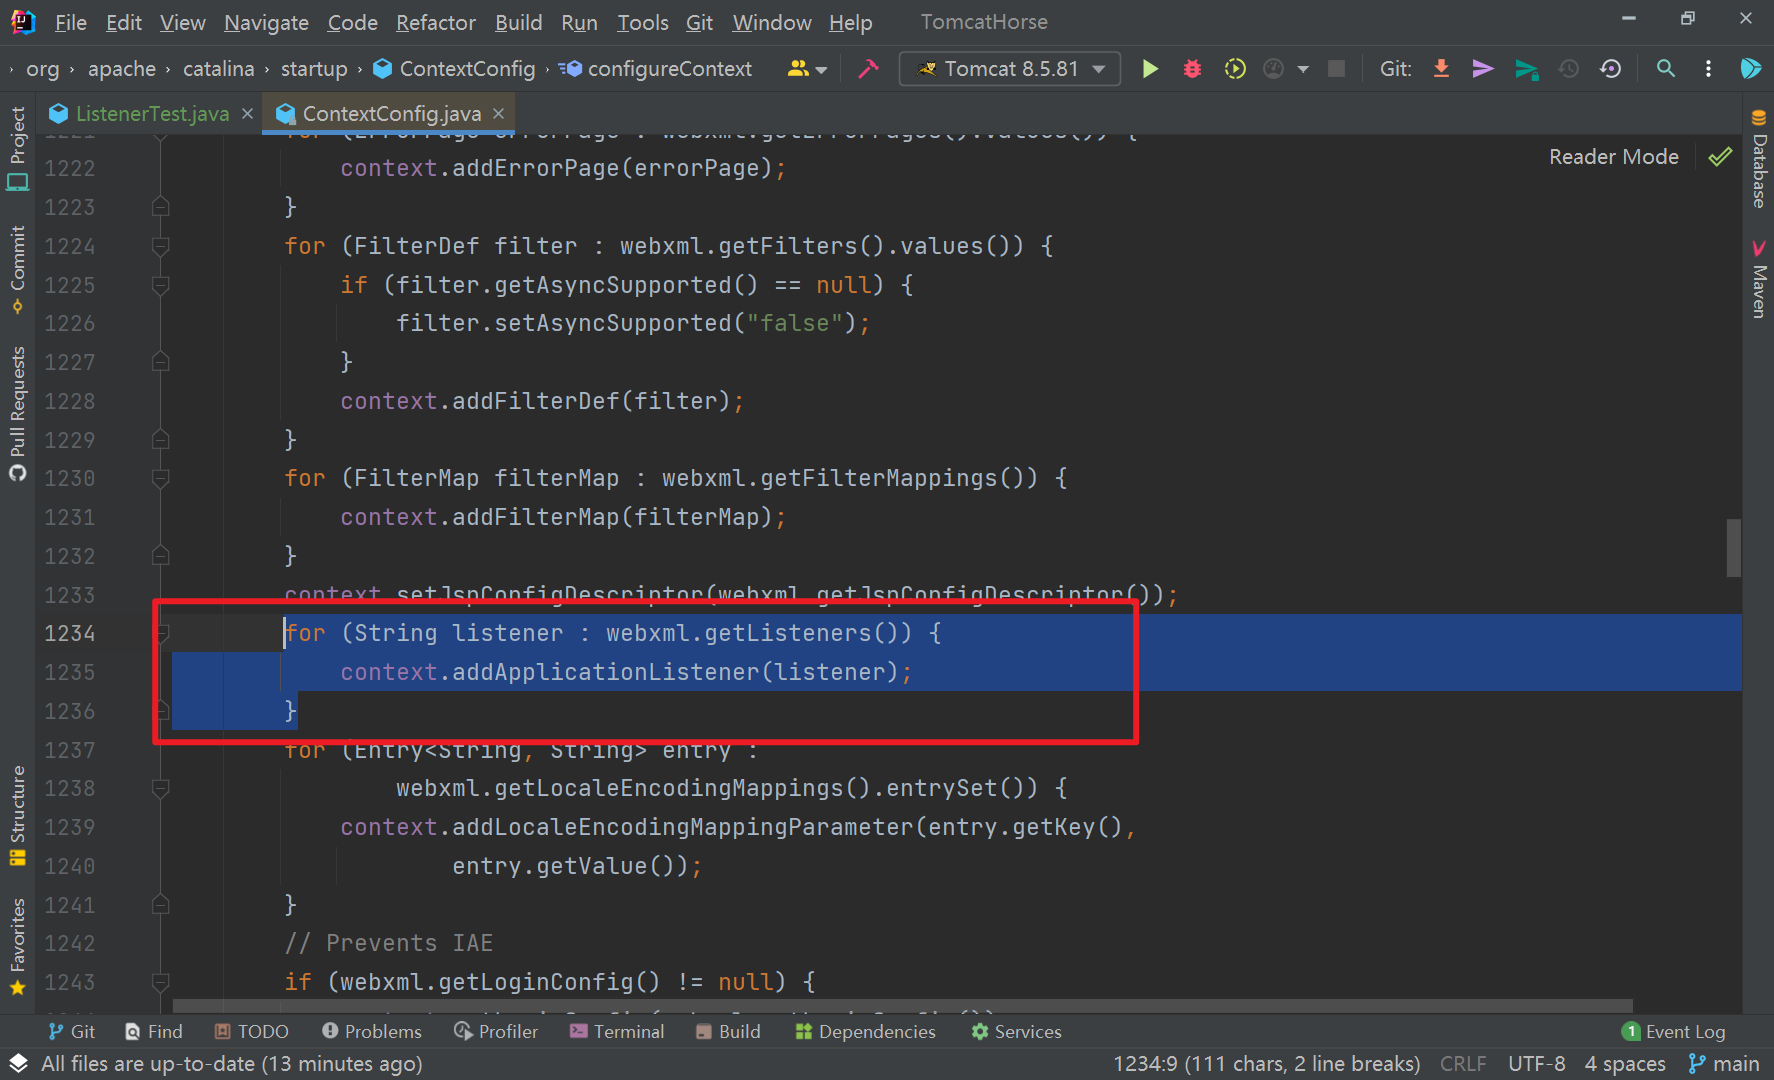 File Edit View Navigate Code Refactor Build Run Tools Git Window Help TomcatHorse
org › apache › catalina › startup › ContextConfig › configureContext Tomcat 8.5.81 Git:
ListenerTest.java × ContextConfig.java ×
Reader Mode
Project
Commit
Pull Requests
Structure
Favorites
Database
Maven
1221 for (ErrorPage errorPage : webxml.getErrorPages().values()) {
1222 context.addErrorPage(errorPage);
1223 }
1224 for (FilterDef filter : webxml.getFilters().values()) {
1225 if (filter.getAsyncSupported() == null) {
1226 filter.setAsyncSupported("false");
1227 }
1228 context.addFilterDef(filter);
1229 }
1230 for (FilterMap filterMap : webxml.getFilterMappings()) {
1231 context.addFilterMap(filterMap);
1232 }
1233 context.setJspConfigDescriptor(webxml.getJspConfigDescriptor());
1234 for (String listener : webxml.getListeners()) {
1235 context.addApplicationListener(listener);
1236 }
1237 for (Entry<String, String> entry :
1238 webxml.getLocaleEncodingMappings().entrySet()) {
1239 context.addLocaleEncodingMappingParameter(entry.getKey(),
1240 entry.getValue());
1241 }
1242 // Prevents IAE
1243 if (webxml.getLoginConfig() != null) {
Git Find TODO Problems Profiler Terminal Build Dependencies Services 1 Event Log
All files are up-to-date (13 minutes ago) 1234:9 (111 chars, 2 line breaks) CRLF UTF-8 4 spaces main